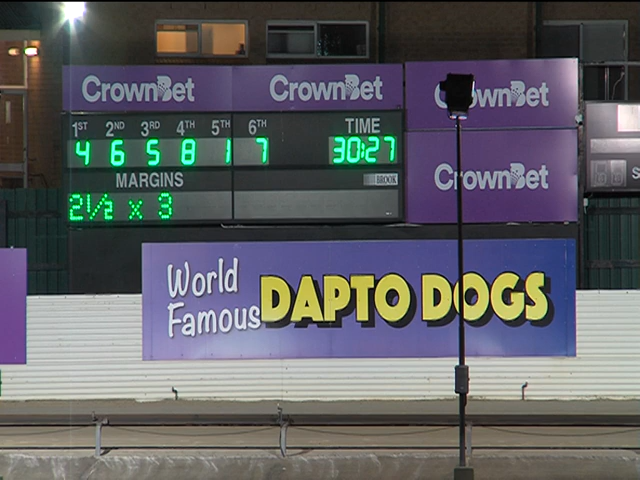 CrownBet CrownBet CrownBet
1ST 2ND 3RD 4TH 5TH 6TH TIME
4 6 5 8 1 7 30:27
MARGINS BROOK
2½ x 3
CrownBet
World Famous DAPTO DOGS